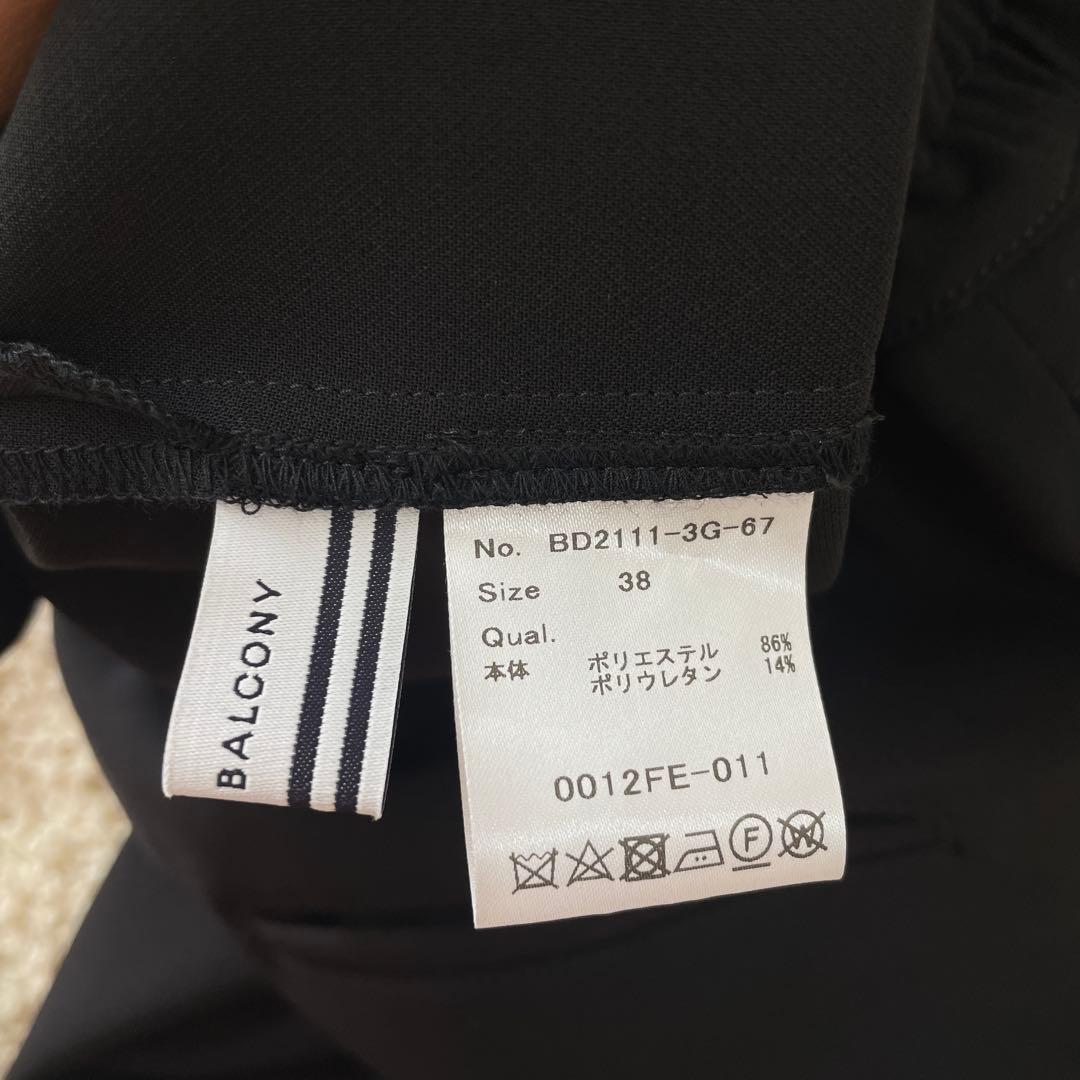 BALCONY
No. BD2111-3G-67
Size 38
Qual.
本体 ポリエステル 86%
ポリウレタン 14%
0012FE-011
F
W